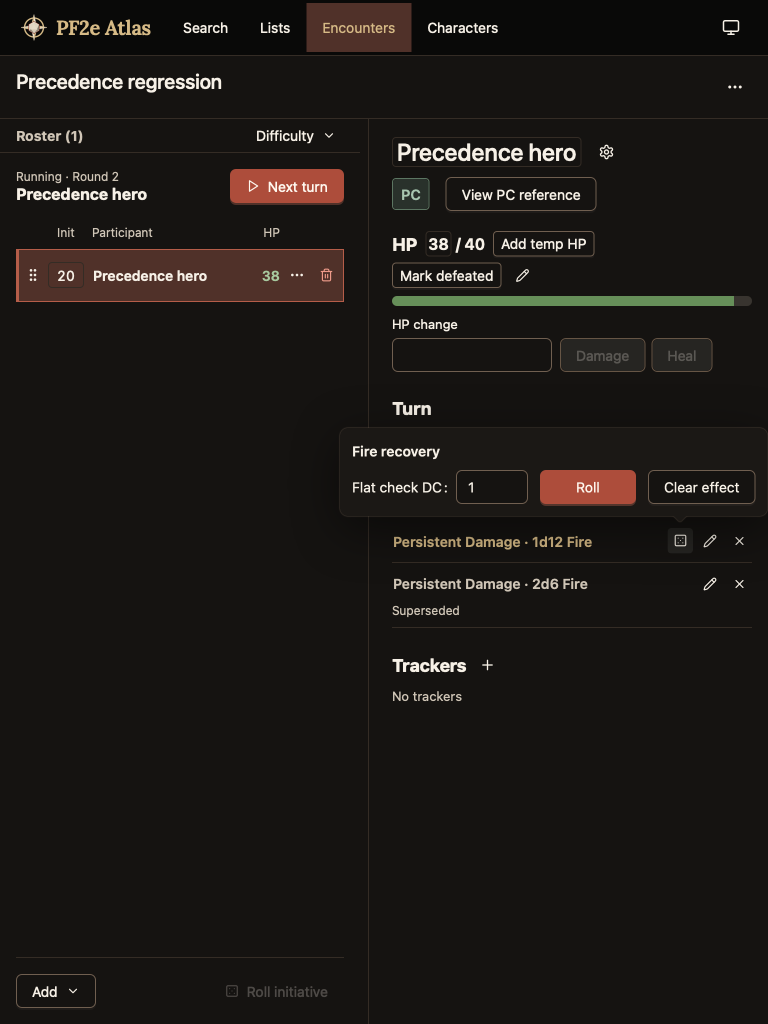 PF2e Atlas Search Lists Encounters Characters
Precedence regression
Roster (1) Difficulty
Running · Round 2
Precedence hero
Next turn
Init Participant HP
20 Precedence hero 38
Add
Roll initiative
Precedence hero
PC View PC reference
HP 38 / 40 Add temp HP
Mark defeated
HP change
Damage Heal
Turn
Fire recovery
Flat check DC: 1 Roll Clear effect
Persistent Damage · 1d12 Fire
Persistent Damage · 2d6 Fire
Superseded
Trackers
No trackers